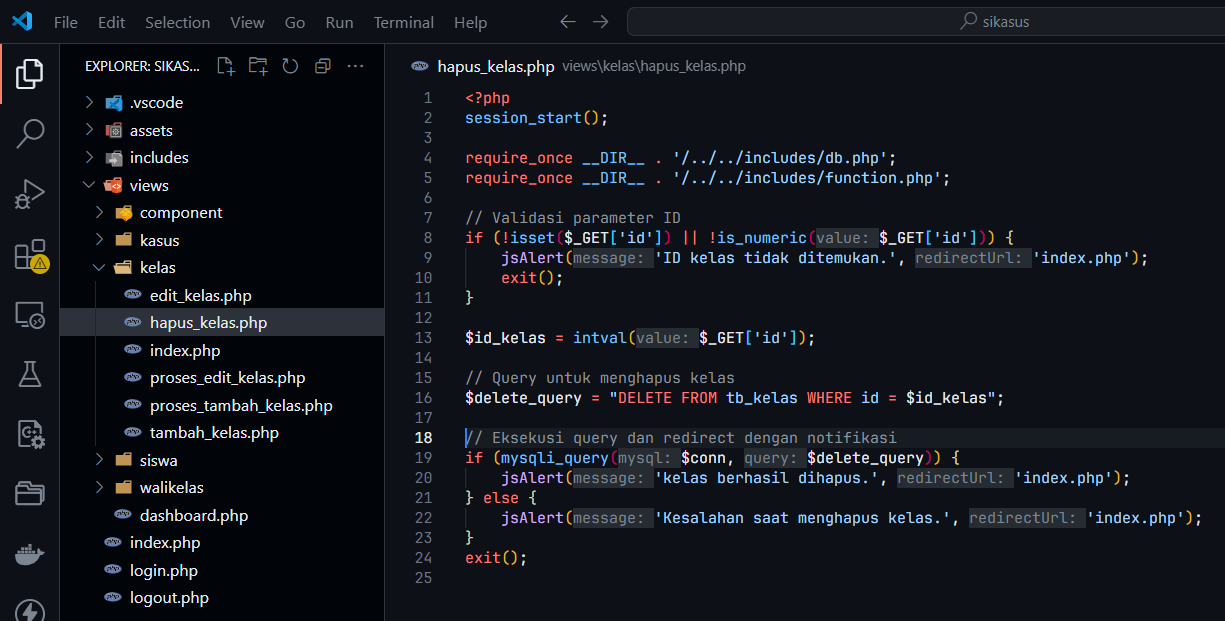 File Edit Selection View Go Run Terminal Help
sikasus
EXPLORER: SIKAS...
.vscode
assets
includes
views
component
kasus
kelas
edit_kelas.php
hapus_kelas.php
index.php
proses_edit_kelas.php
proses_tambah_kelas.php
tambah_kelas.php
siswa
walikelas
dashboard.php
index.php
login.php
logout.php
php hapus_kelas.php views\kelas\hapus_kelas.php
1 <?php
2 session_start();
3
4 require_once __DIR__ . '/../../includes/db.php';
5 require_once __DIR__ . '/../../includes/function.php';
6
7 // Validasi parameter ID
8 if (!isset($_GET['id']) || !is_numeric(value: $_GET['id'])) {
9 jsAlert(message: 'ID kelas tidak ditemukan.', redirectUrl: 'index.php');
10 exit();
11 }
12
13 $id_kelas = intval(value: $_GET['id']);
14
15 // Query untuk menghapus kelas
16 $delete_query = "DELETE FROM tb_kelas WHERE id = $id_kelas";
17
18 // Eksekusi query dan redirect dengan notifikasi
19 if (mysqli_query(mysql: $conn, query: $delete_query)) {
20 jsAlert(message: 'kelas berhasil dihapus.', redirectUrl: 'index.php');
21 } else {
22 jsAlert(message: 'Kesalahan saat menghapus kelas.', redirectUrl: 'index.php');
23 }
24 exit();
25